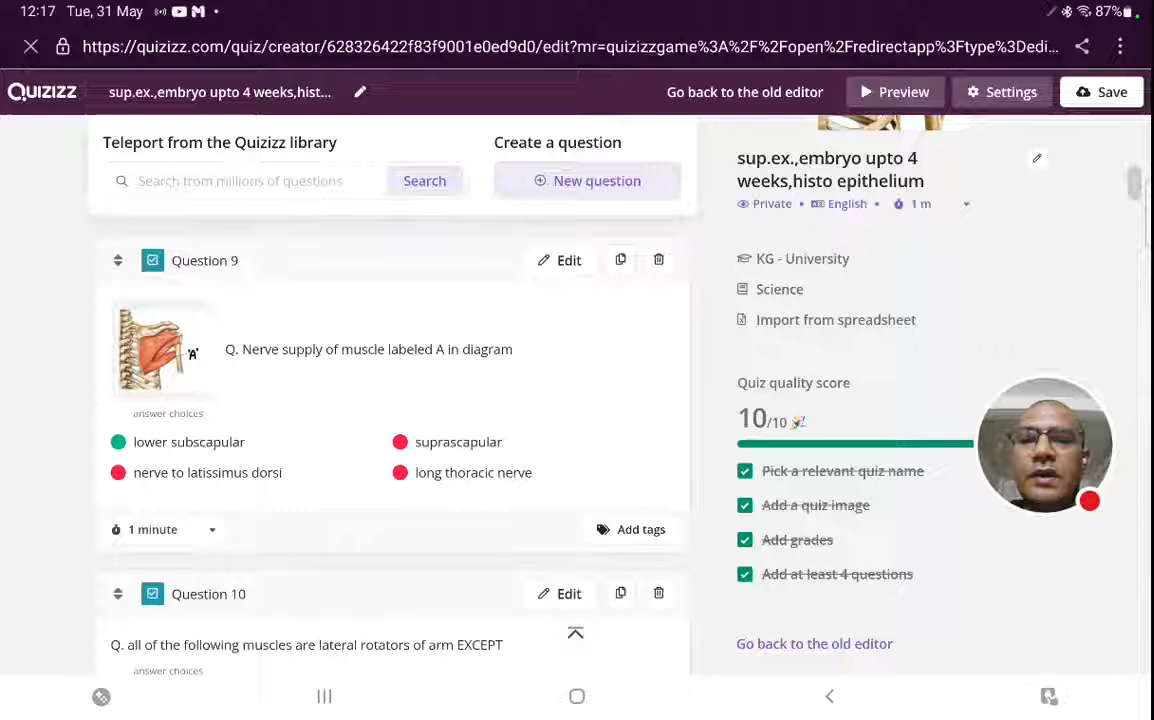 12:17 Tue, 31 May
87%
https://quizizz.com/quiz/creator/628326422f83f9001e0ed9d0/edit?mr=quizizzgame%3A%2F%2Fopen%2Fredirectapp%3Ftype%3Dedi...
QUIZIZZ
sup.ex.,embryo upto 4 weeks,hist...
Go back to the old editor
Preview
Settings
Save
Teleport from the Quizizz library
Search from millions of questions
Search
Create a question
New question
Question 9
Edit
'A'
Q. Nerve supply of muscle labeled A in diagram
answer choices
lower subscapular
suprascapular
nerve to latissimus dorsi
long thoracic nerve
1 minute
Add tags
Question 10
Edit
Q. all of the following muscles are lateral rotators of arm EXCEPT
answer choices
sup.ex.,embryo upto 4
weeks,histo epithelium
Private • English • 1 m
KG - University
Science
Import from spreadsheet
Quiz quality score
10/10
Pick a relevant quiz name
Add a quiz image
Add grades
Add at least 4 questions
Go back to the old editor